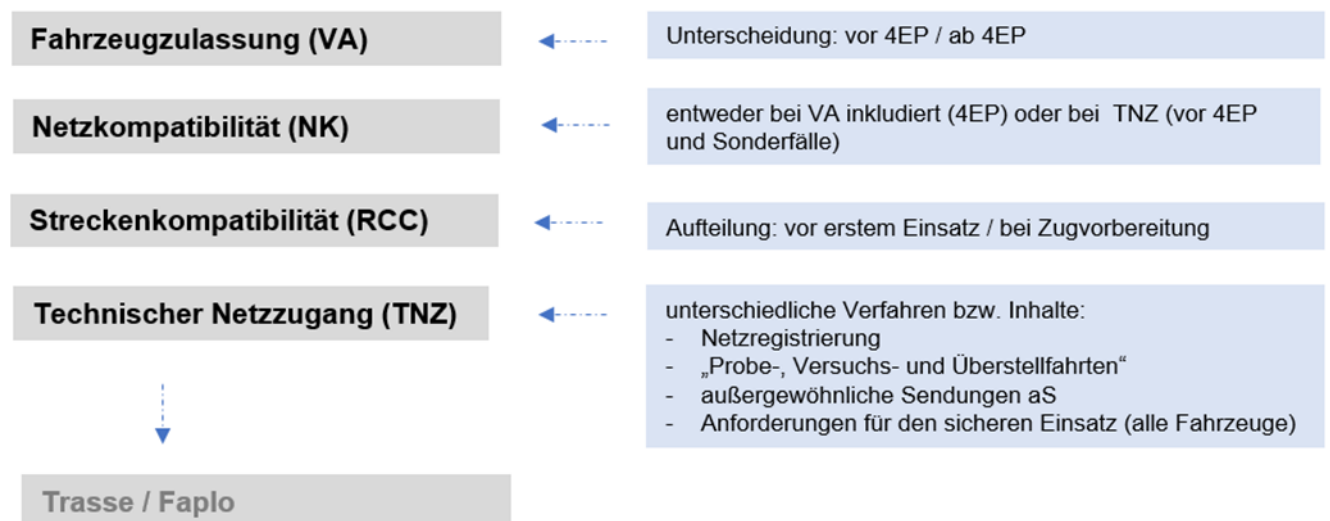 Fahrzeugzulassung (VA)
Unterscheidung: vor 4EP / ab 4EP
Netzkompatibilität (NK)
entweder bei VA inkludiert (4EP) oder bei TNZ (vor 4EP
und Sonderfälle)
Streckenkompatibilität (RCC)
Aufteilung: vor erstem Einsatz / bei Zugvorbereitung
Technischer Netzzugang (TNZ)
unterschiedliche Verfahren bzw. Inhalte:
- Netzregistrierung
- „Probe-, Versuchs- und Überstellfahrten“
- außergewöhnliche Sendungen aS
- Anforderungen für den sicheren Einsatz (alle Fahrzeuge)
Trasse / Faplo